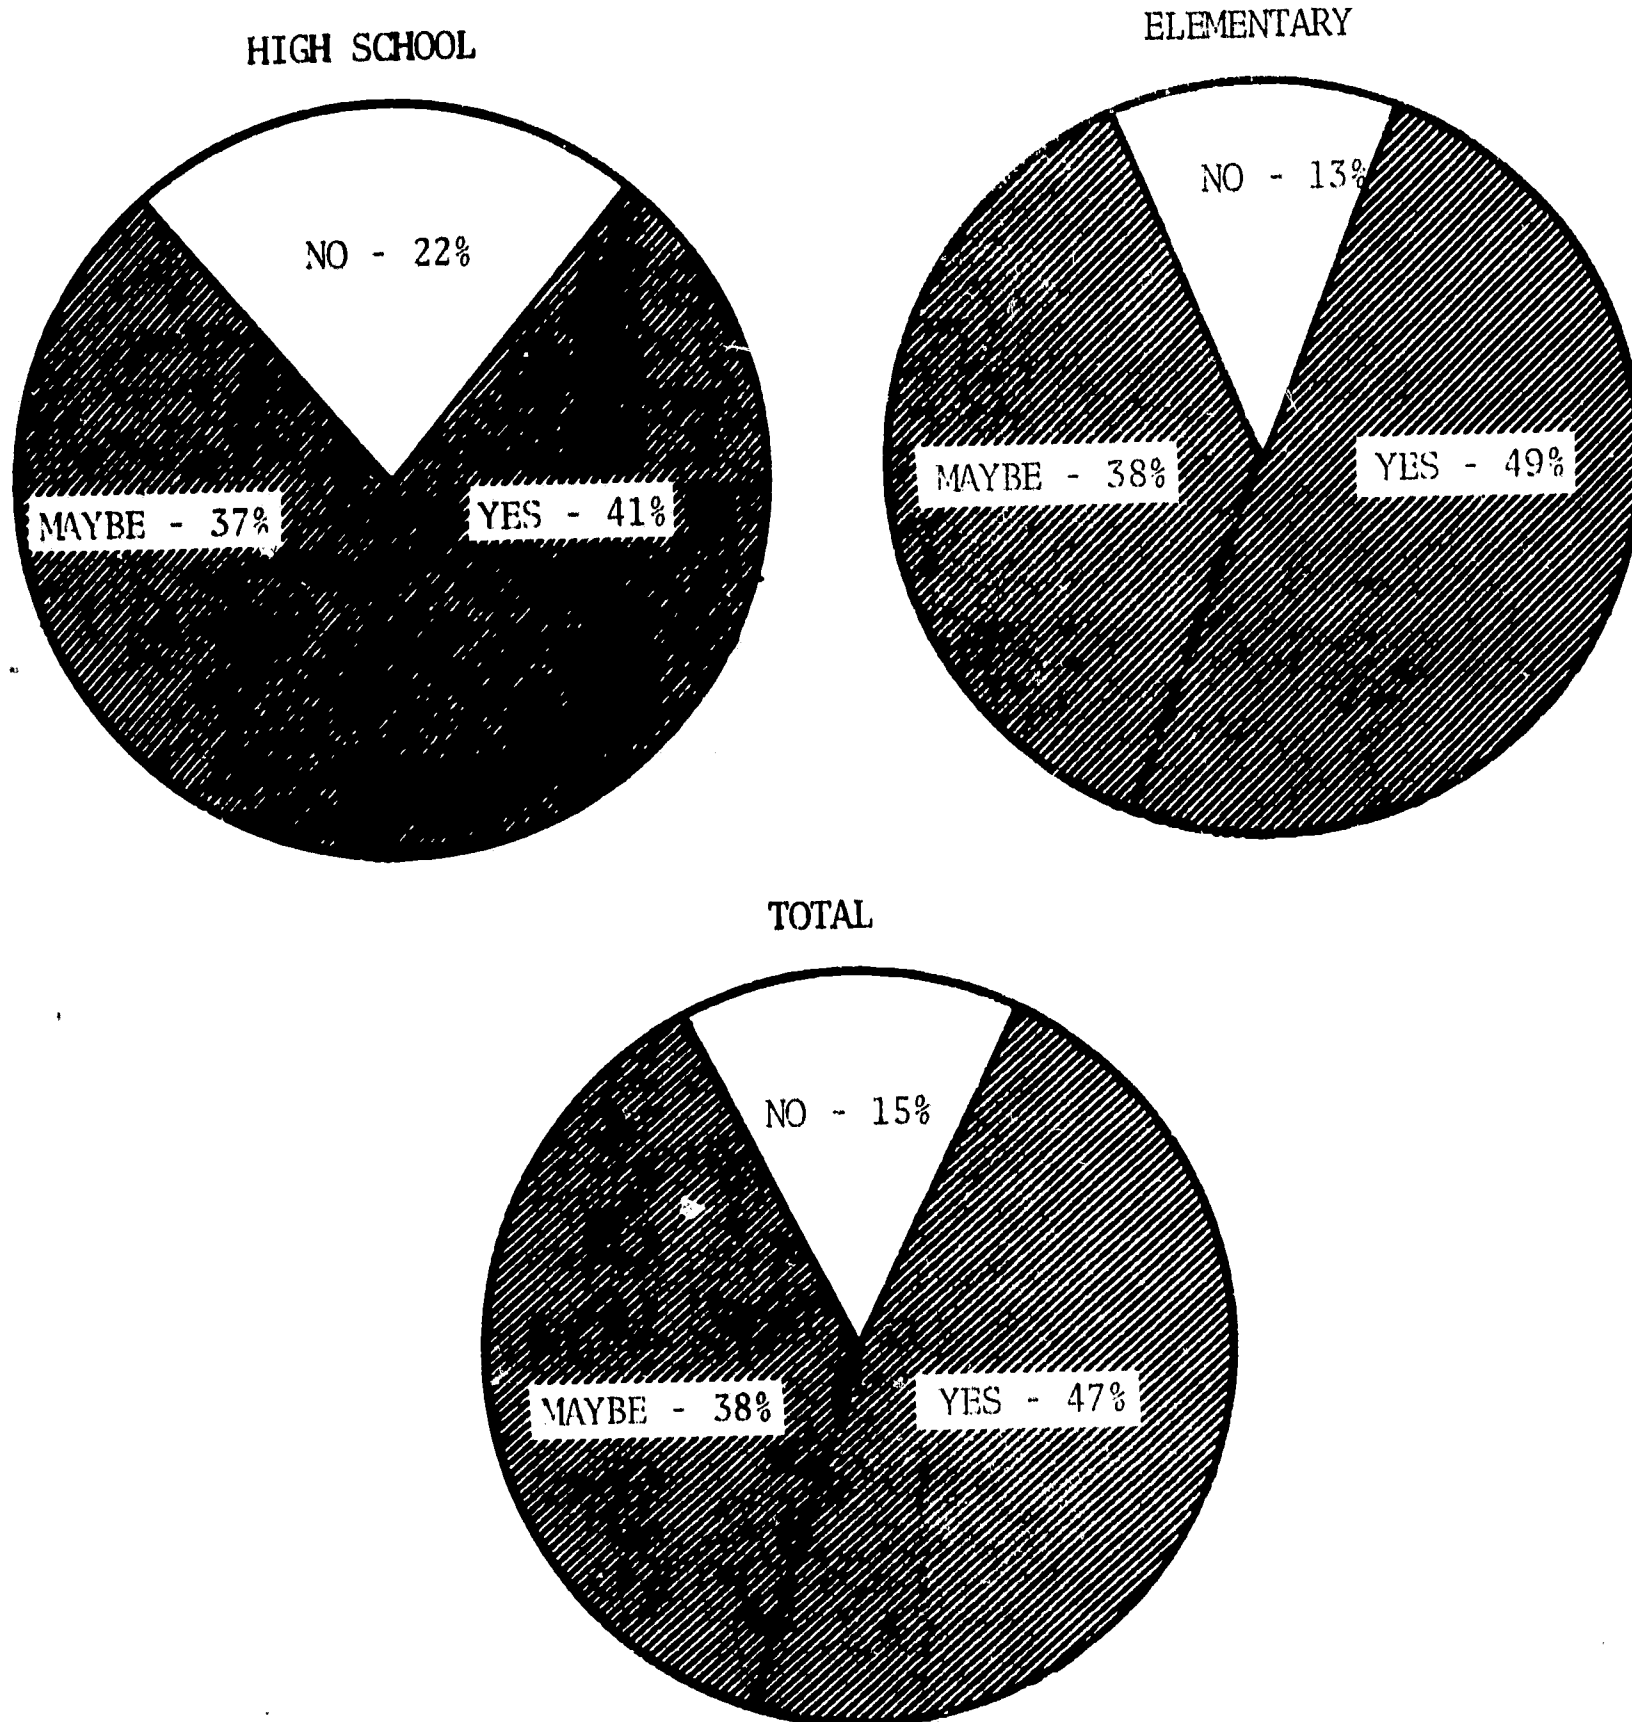 HIGH SCHOOL
NO - 22%
MAYBE - 37%
YES - 41%
ELEMENTARY
NO - 13%
MAYBE - 38%
YES - 49%
TOTAL
NO - 15%
MAYBE - 38%
YES - 47%